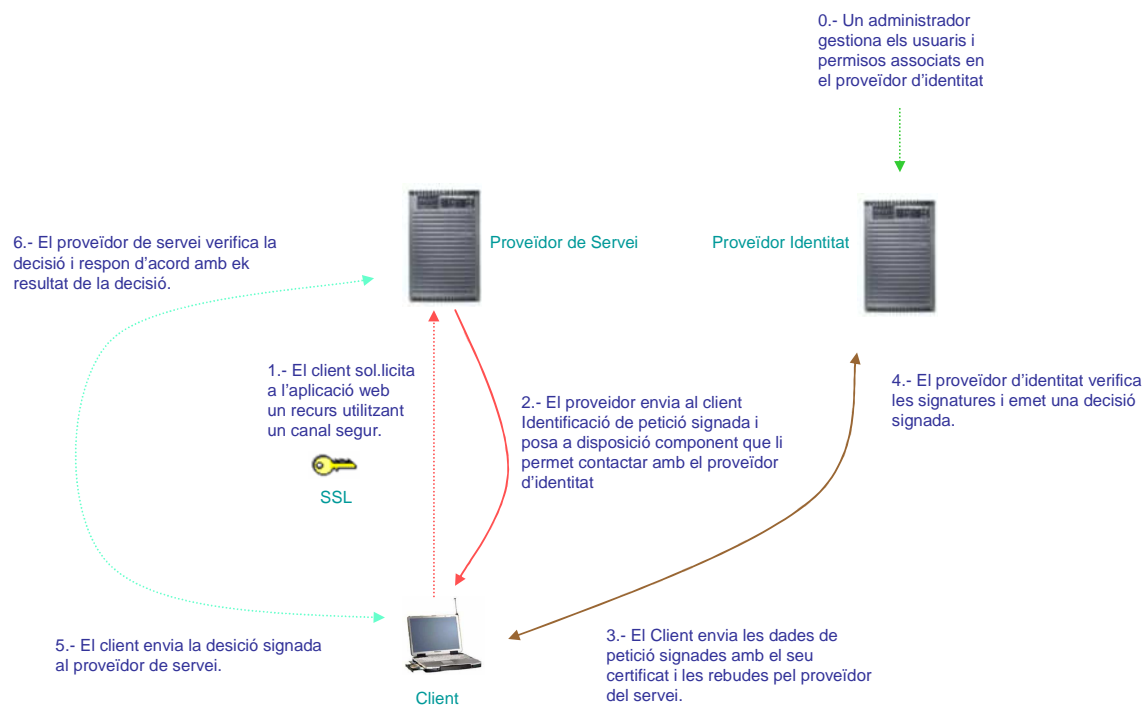 0.- Un administrador
gestiona els usuaris i
permisos associats en
el proveïdor d'identitat
6.- El proveïdor de servei verifica la
decisió i respon d'acord amb ek
resultat de la decisió.
Proveïdor de Servei
Proveïdor Identitat
1.- El client sol.licita
a l'aplicació web
un recurs utilitzant
un canal segur.
SSL
2.- El proveidor envia al client
Identificació de petició signada i
posa a disposició component que li
permet contactar amb el proveïdor
d'identitat
4.- El proveïdor d'identitat verifica
les signatures i emet una decisió
signada.
5.- El client envia la desició signada
al proveïdor de servei.
Client
3.- El Client envia les dades de
petició signades amb el seu
certificat i les rebudes pel proveïdor
del servei.